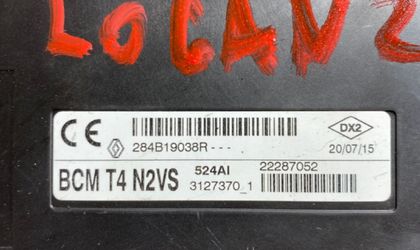 LOGAN 2
CE
DX2
284B19038R---
20/07/15
BCM T4 N2VS
524AI
22287052
3127370_1